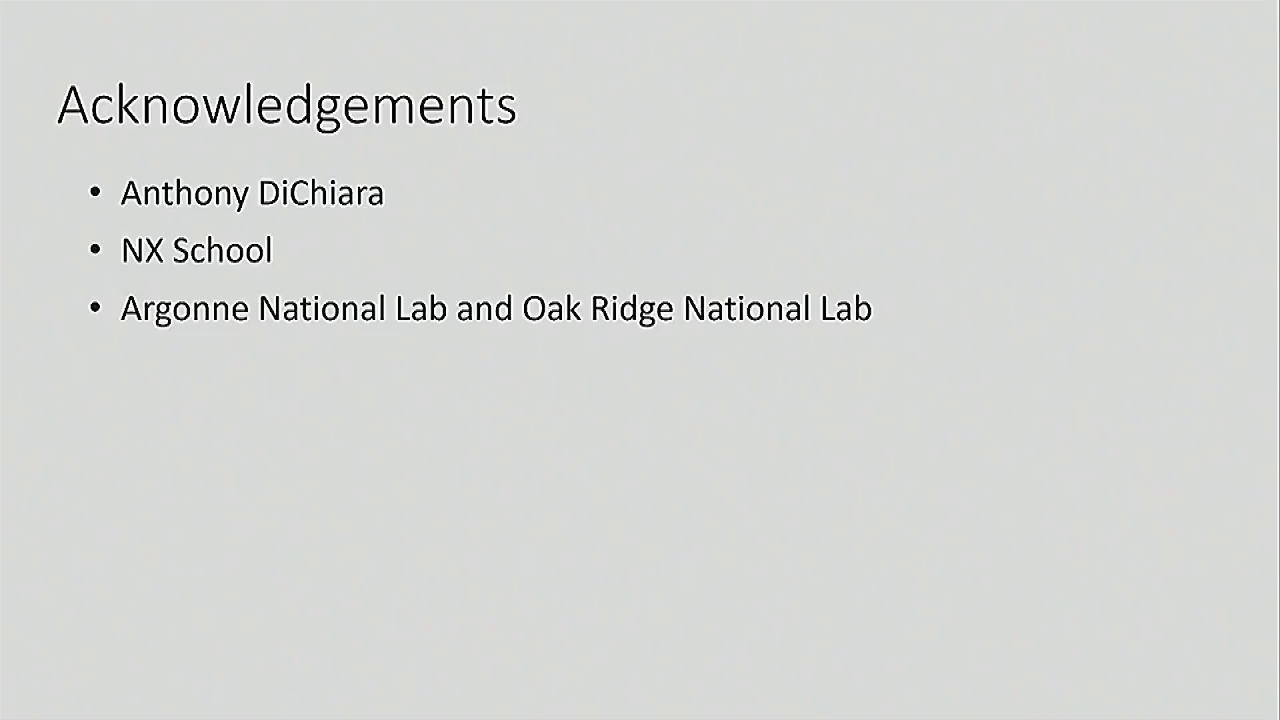 Acknowledgements
• Anthony DiChiara
• NX School
• Argonne National Lab and Oak Ridge National Lab